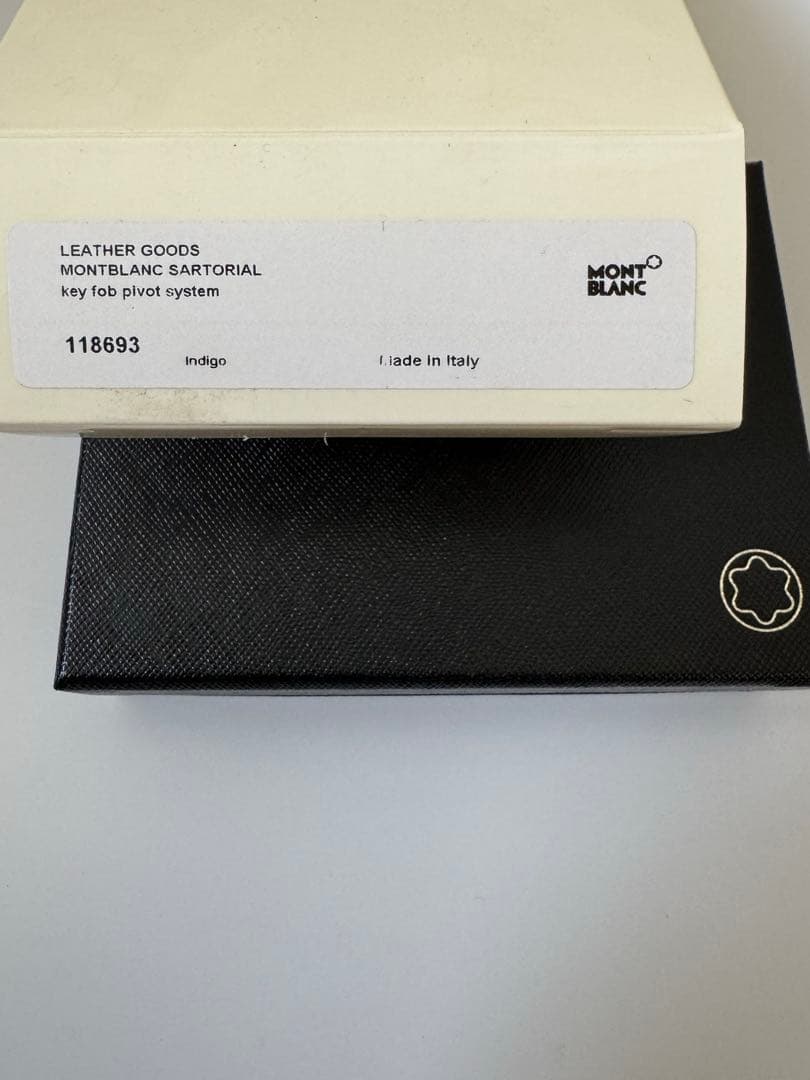 LEATHER GOODS
MONTBLANC SARTORIAL
key fob pivot system
MONT
BLANC
118693
Indigo
Made in Italy